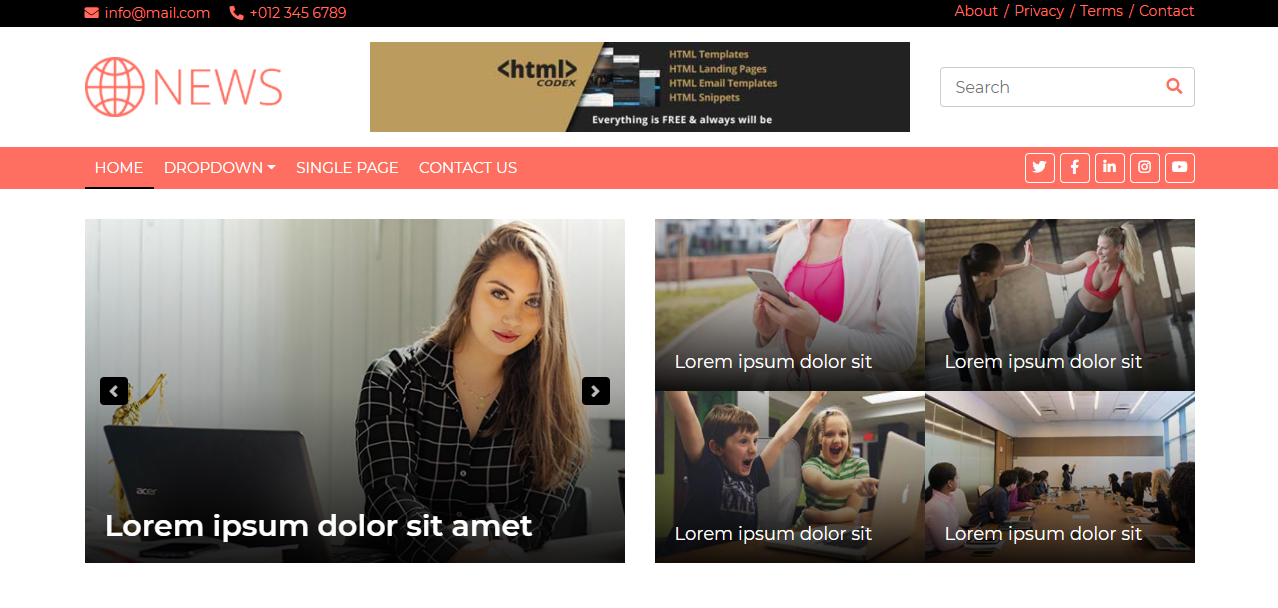 info@mail.com +012 345 6789 About / Privacy / Terms / Contact
NEWS
<html>
CODEX
HTML Templates
HTML Landing Pages
HTML Email Templates
HTML Snippets
Everything is FREE & always will be
Search
HOME DROPDOWN SINGLE PAGE CONTACT US
acer
Lorem ipsum dolor sit amet
Lorem ipsum dolor sit
Lorem ipsum dolor sit
Lorem ipsum dolor sit
Lorem ipsum dolor sit